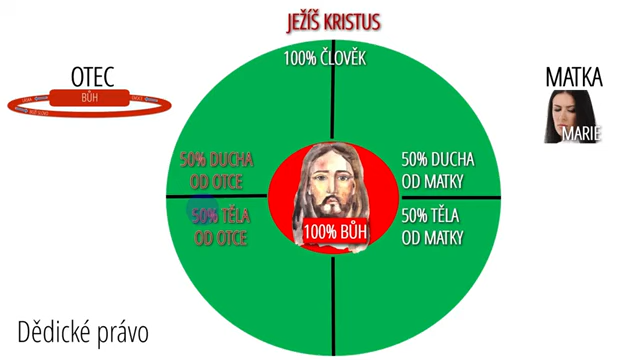 JEŽÍŠ KRISTUS
100% ČLOVĚK
OTEC
BŮH
MATKA
MARIE
50% DUCHA
OD OTCE
50% DUCHA
OD MATKY
50% TĚLA
OD OTCE
50% TĚLA
OD MATKY
100% BŮH
Dědické právo